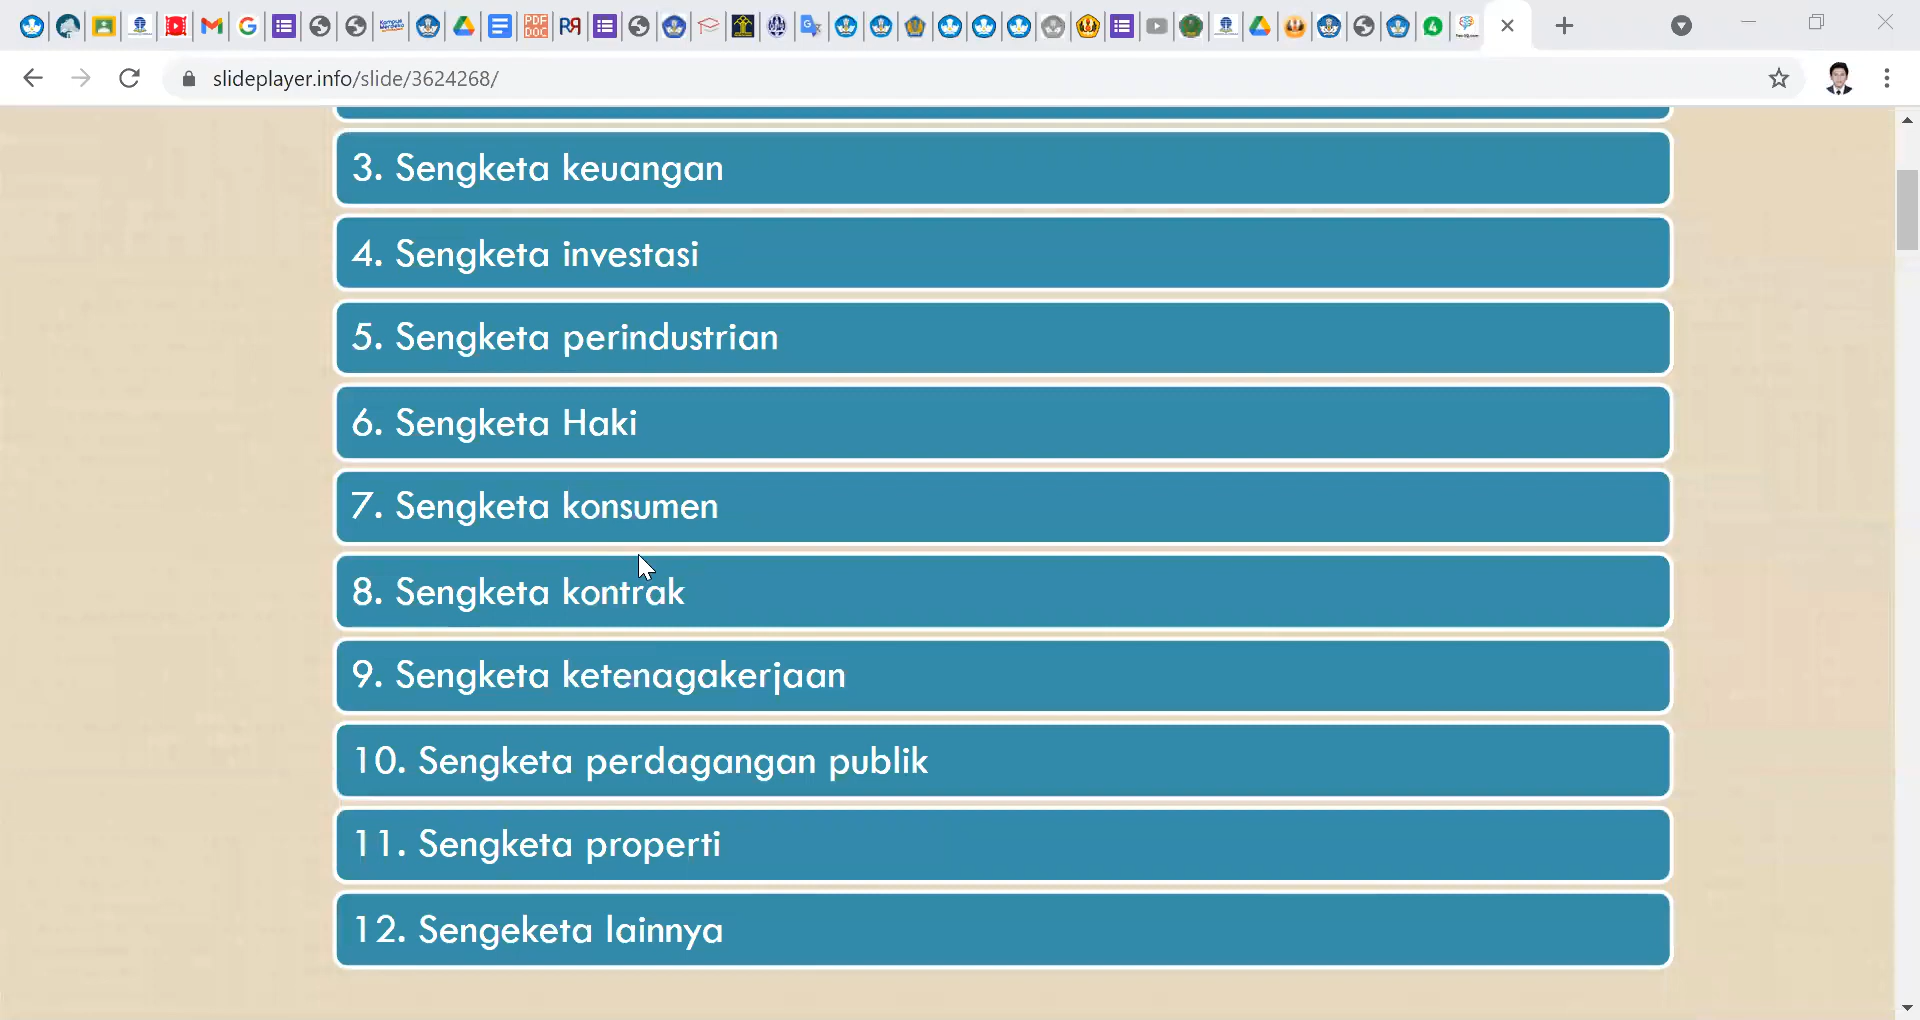 slideplayer.info/slide/3624268/
3. Sengketa keuangan
4. Sengketa investasi
5. Sengketa perindustrian
6. Sengketa Haki
7. Sengketa konsumen
8. Sengketa kontrak
9. Sengketa ketenagakerjaan
10. Sengketa perdagangan publik
11. Sengketa properti
12. Sengeketa lainnya